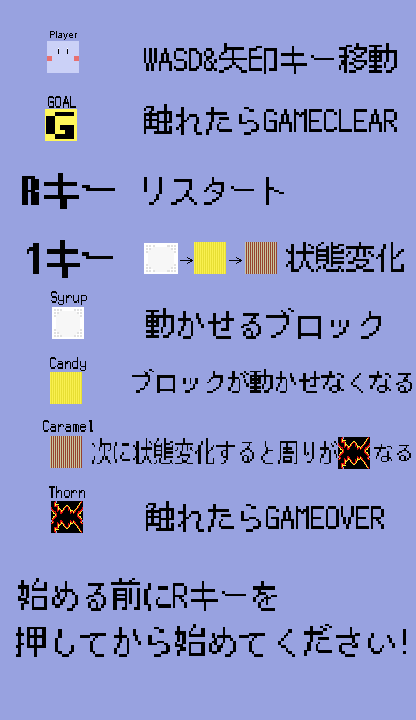 Player
WASD&矢印キー移動
GOAL
G
触れたらGAMECLEAR
Rキー リスタート
1キー →→状態変化
Syrup
動かせるブロック
Candy
ブロックが動かせなくなる
Caramel
次に状態変化すると周りがなる
Thorn
触れたらGAMEOVER
始める前にRキーを
押してから始めてください!